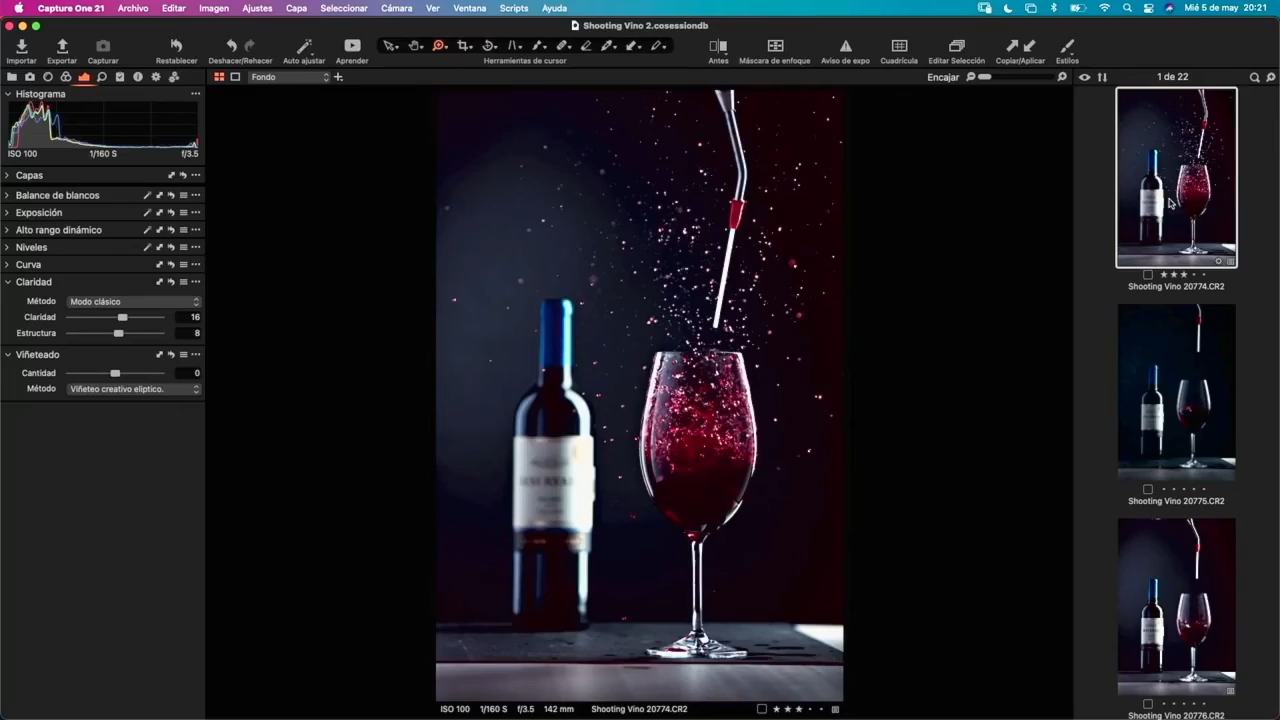 Capture One 21 Archivo Editar Imagen Ajustes Capa Seleccionar Cámara Ver Ventana Scripts Ayuda Mié 5 de may 20:21
Shooting Vino 2.cosessiondb
Importar Exportar Capturar Restablecer Deshacer/Rehacer Auto ajustar Aprender Herramientas de cursor Antes Máscara de enfoque Aviso de expo Cuadrícula Editar Selección Copiar/Aplicar Estilos
Fondo Encajar 1 de 22
Histograma
ISO 100 1/160 S f/3.5
Capas
Balance de blancos
Exposición
Alto rango dinámico
Niveles
Curva
Claridad
Método Modo clásico
Claridad 16
Estructura 8
Viñeteado
Cantidad 0
Método Viñeteo creativo elíptico.
Shooting Vino 20774.CR2
Shooting Vino 20775.CR2
Shooting Vino 20776.CR2
ISO 100 1/160 S f/3.5 142 mm Shooting Vino 20774.CR2